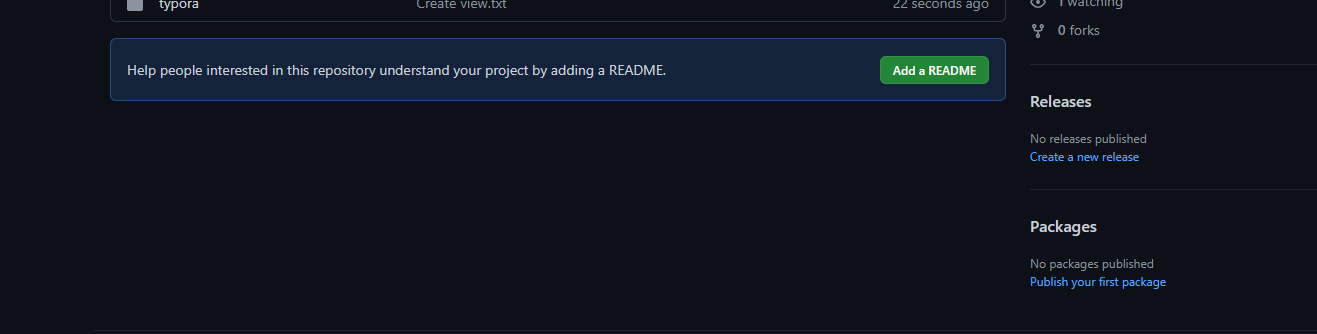 typora Create view.txt 22 seconds ago
1 watching
0 forks
Help people interested in this repository understand your project by adding a README. Add a README
Releases
No releases published
Create a new release
Packages
No packages published
Publish your first package